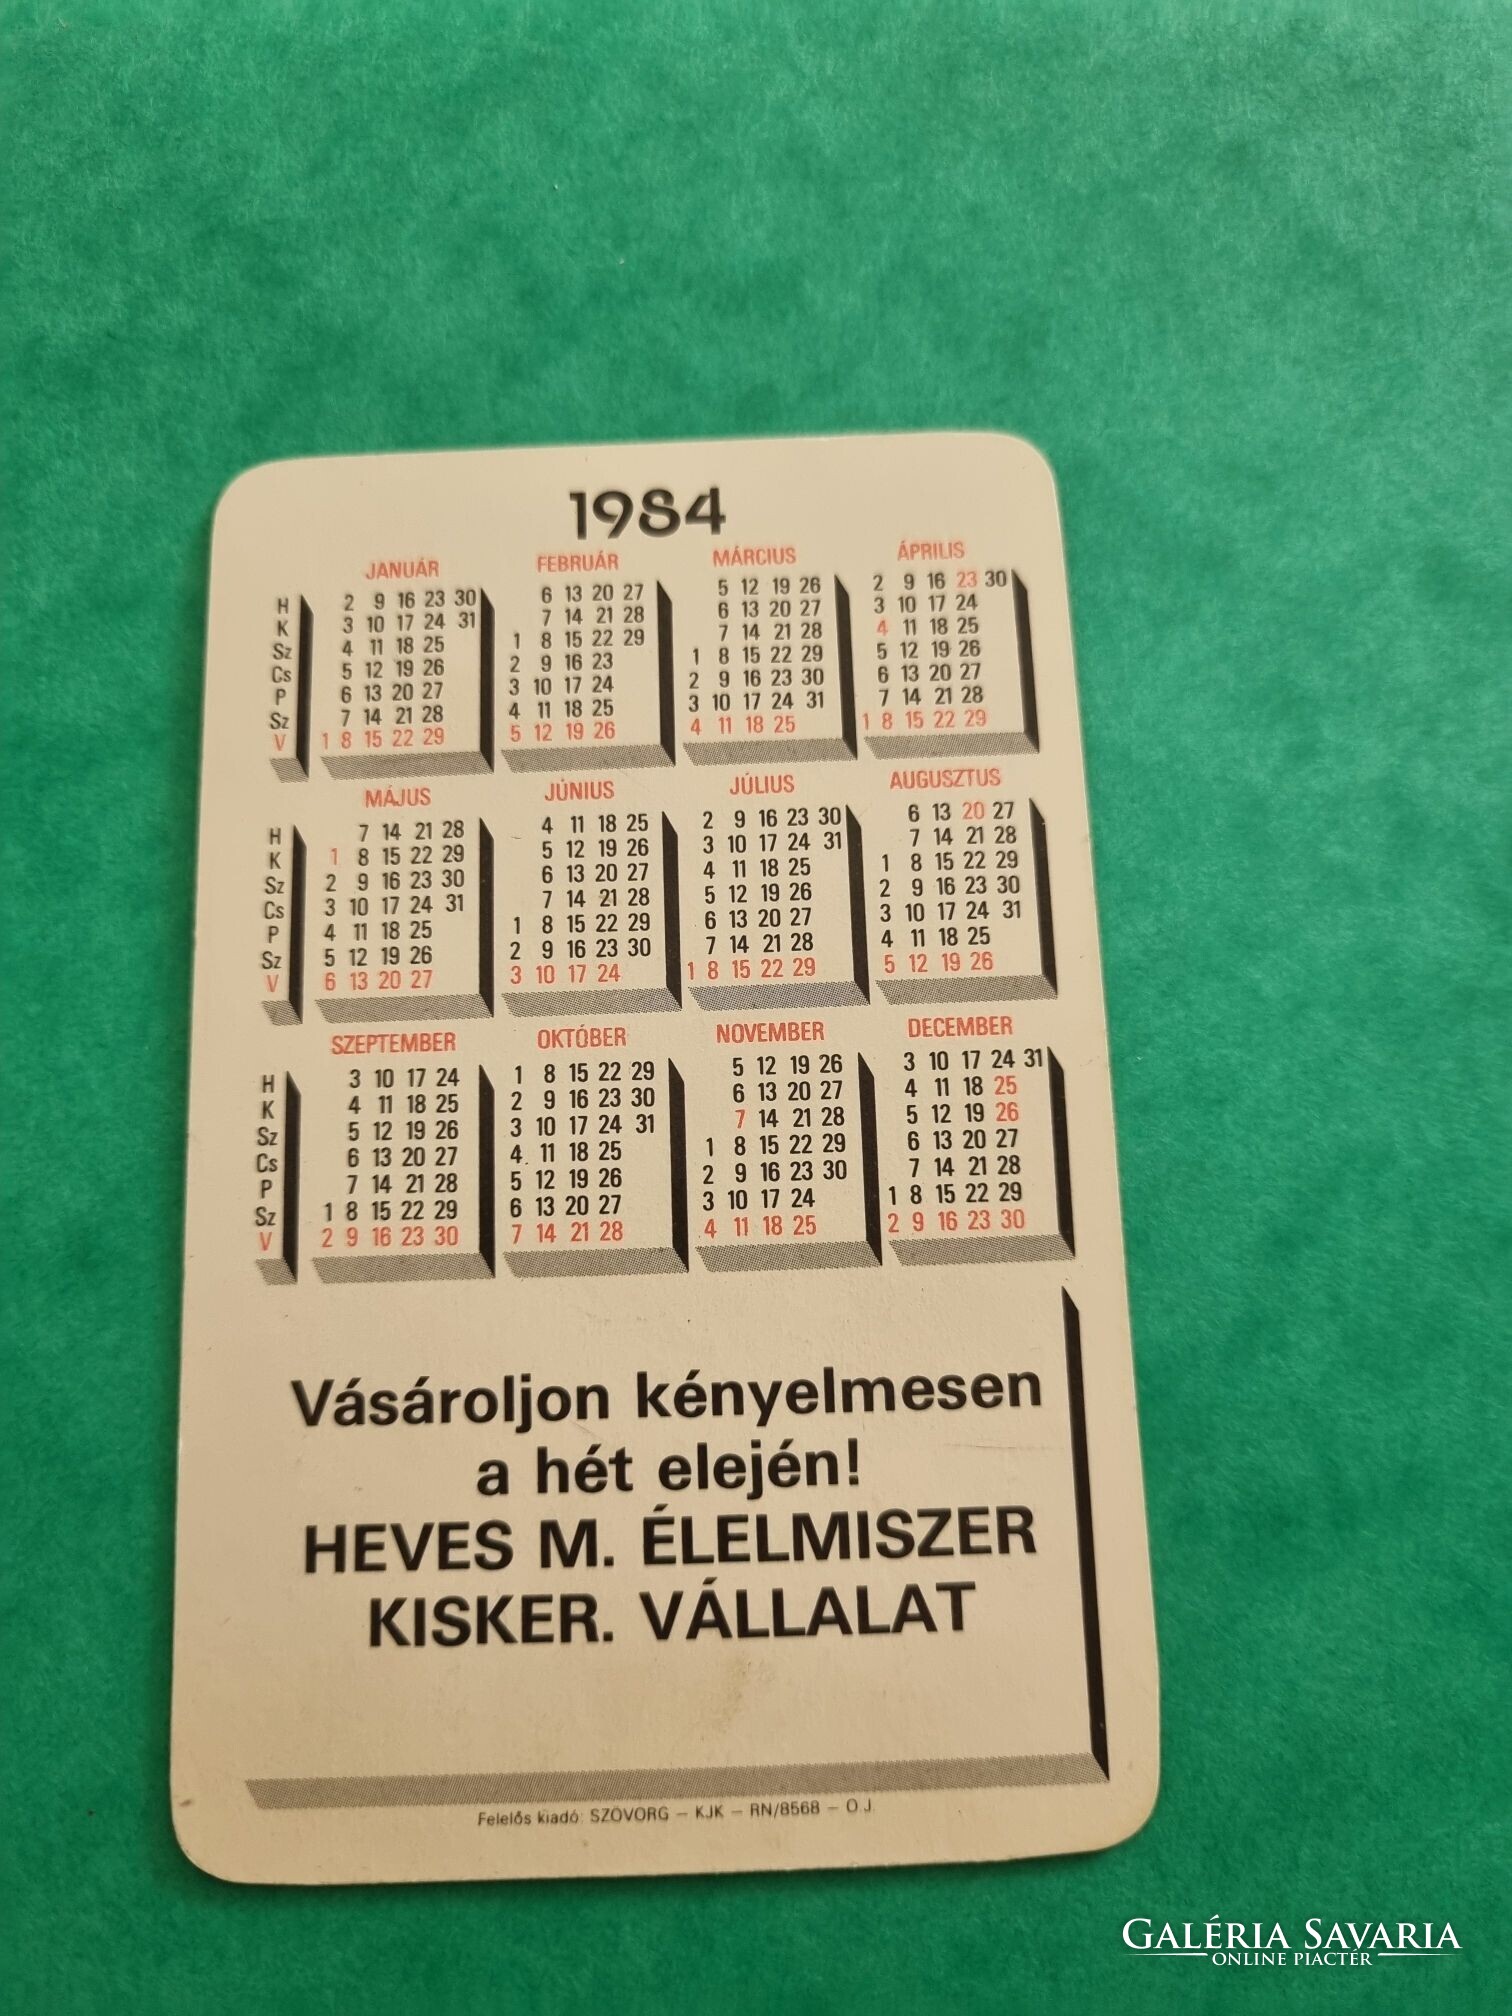 1984
JANUÁR FEBRUÁR MÁRCIUS ÁPRILIS
H 2 9 16 23 30 6 13 20 27 5 12 19 26 2 9 16 23 30
K 3 10 17 24 31 7 14 21 28 6 13 20 27 3 10 17 24
Sz 4 11 18 25 1 8 15 22 29 7 14 21 28 4 11 18 25
Cs 5 12 19 26 2 9 16 23 1 8 15 22 29 5 12 19 26
P 6 13 20 27 3 10 17 24 2 9 16 23 30 6 13 20 27
Sz 7 14 21 28 4 11 18 25 3 10 17 24 31 7 14 21 28
V 1 8 15 22 29 5 12 19 26 4 11 18 25 1 8 15 22 29
MÁJUS JÚNIUS JÚLIUS AUGUSZTUS
H 7 14 21 28 4 11 18 25 2 9 16 23 30 6 13 20 27
K 1 8 15 22 29 5 12 19 26 3 10 17 24 31 7 14 21 28
Sz 2 9 16 23 30 6 13 20 27 4 11 18 25 1 8 15 22 29
Cs 3 10 17 24 31 7 14 21 28 5 12 19 26 2 9 16 23 30
P 4 11 18 25 1 8 15 22 29 6 13 20 27 3 10 17 24 31
Sz 5 12 19 26 2 9 16 23 30 7 14 21 28 4 11 18 25
V 6 13 20 27 3 10 17 24 1 8 15 22 29 5 12 19 26
SZEPTEMBER OKTÓBER NOVEMBER DECEMBER
H 3 10 17 24 1 8 15 22 29 5 12 19 26 3 10 17 24 31
K 4 11 18 25 2 9 16 23 30 6 13 20 27 4 11 18 25
Sz 5 12 19 26 3 10 17 24 31 7 14 21 28 5 12 19 26
Cs 6 13 20 27 4 11 18 25 1 8 15 22 29 6 13 20 27
P 7 14 21 28 5 12 19 26 2 9 16 23 30 7 14 21 28
Sz 1 8 15 22 29 6 13 20 27 3 10 17 24 1 8 15 22 29
V 2 9 16 23 30 7 14 21 28 4 11 18 25 2 9 16 23 30
Vásároljon kényelmesen
a hét elején!
HEVES M. ÉLELMISZER
KISKER. VÁLLALAT
Felelős kiadó: SZÖVORG – KJK – RN/8568 – O.J.
GALÉRIA SAVARIA
ONLINE PIACTÉR